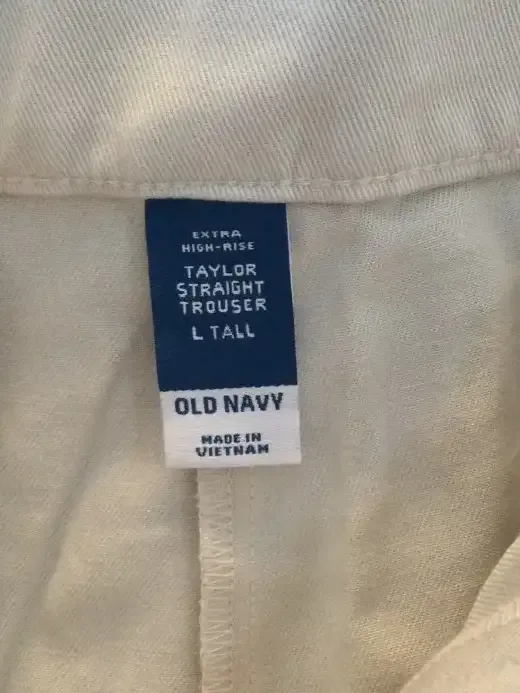 EXTRA
HIGH-RISE
TAYLOR
STRAIGHT
TROUSER
L TALL
OLD NAVY
MADE IN
VIETNAM